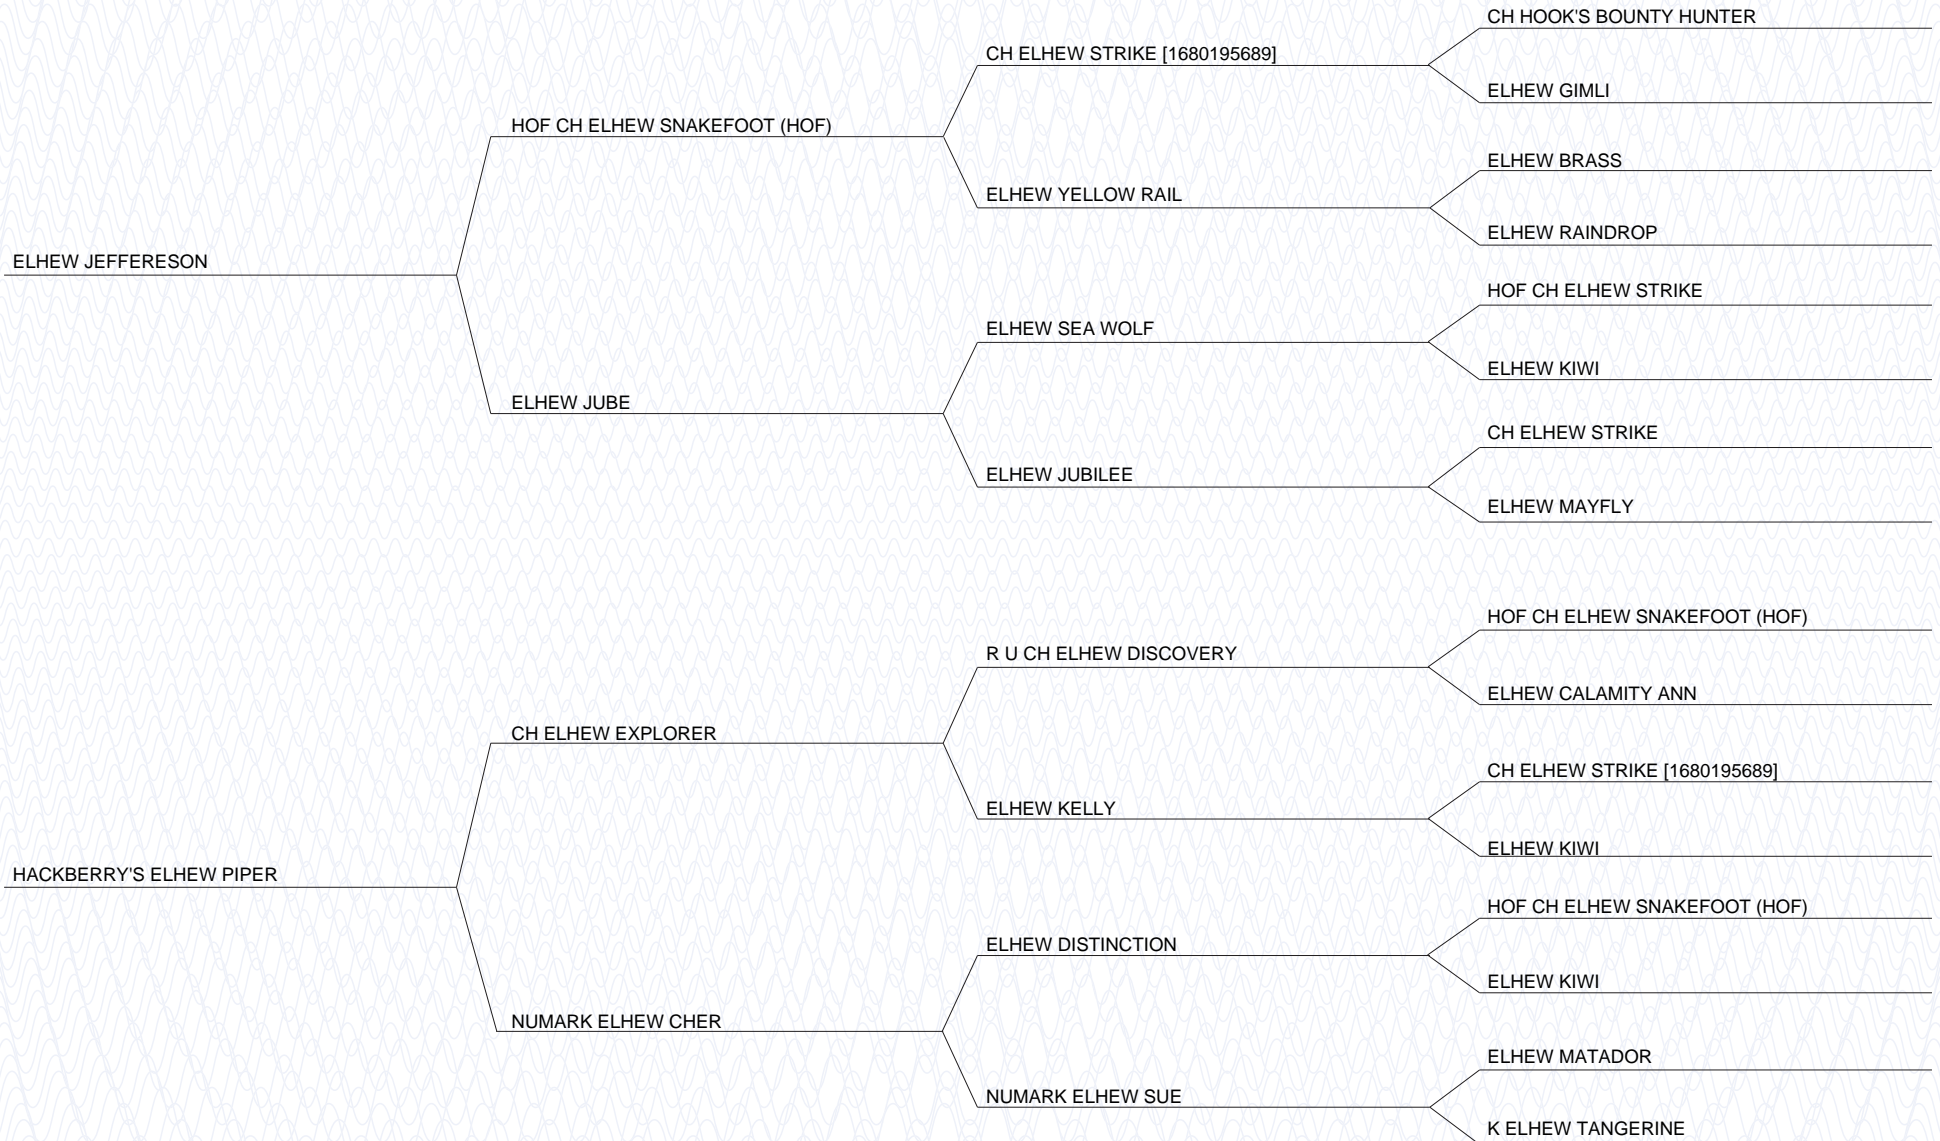 CH HOOK'S BOUNTY HUNTER
CH ELHEW STRIKE [1680195689]
ELHEW GIMLI
HOF CH ELHEW SNAKEFOOT (HOF)
ELHEW BRASS
ELHEW YELLOW RAIL
ELHEW RAINDROP
ELHEW JEFFERESON
HOF CH ELHEW STRIKE
ELHEW SEA WOLF
ELHEW KIWI
ELHEW JUBE
CH ELHEW STRIKE
ELHEW JUBILEE
ELHEW MAYFLY
HOF CH ELHEW SNAKEFOOT (HOF)
R U CH ELHEW DISCOVERY
ELHEW CALAMITY ANN
CH ELHEW EXPLORER
CH ELHEW STRIKE [1680195689]
ELHEW KELLY
ELHEW KIWI
HACKBERRY'S ELHEW PIPER
HOF CH ELHEW SNAKEFOOT (HOF)
ELHEW DISTINCTION
ELHEW KIWI
NUMARK ELHEW CHER
ELHEW MATADOR
NUMARK ELHEW SUE
K ELHEW TANGERINE